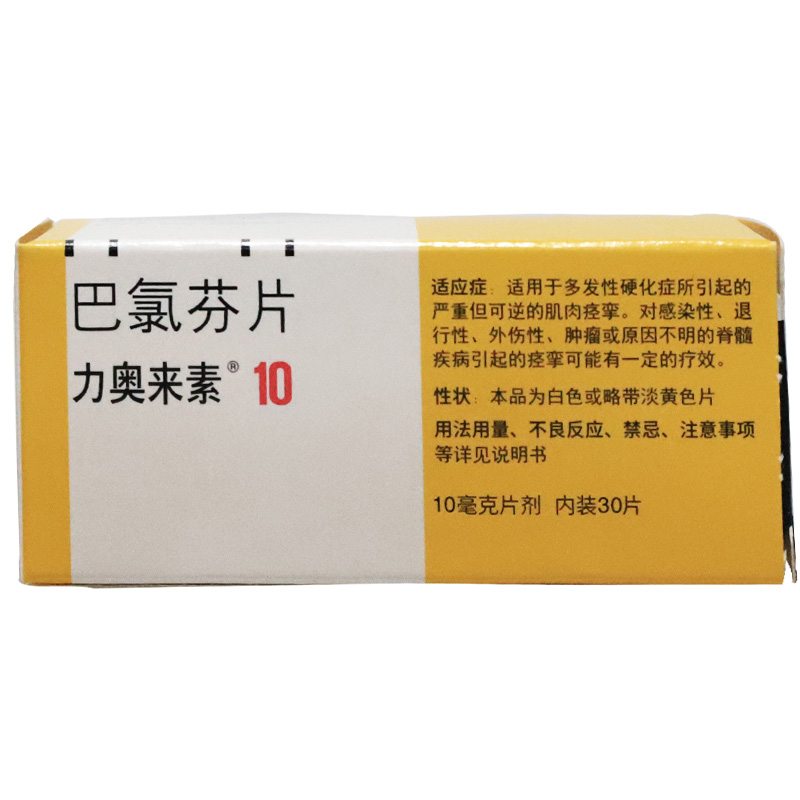 巴氯芬片
力奥来素® 10
适应症：适用于多发性硬化症所引起的
严重但可逆的肌肉痉挛。对感染性、退
行性、外伤性、肿瘤或原因不明的脊髓
疾病引起的痉挛可能有一定的疗效。
性状：本品为白色或略带淡黄色片
用法用量、不良反应、禁忌、注意事项
等详见说明书
10毫克片剂 内装30片